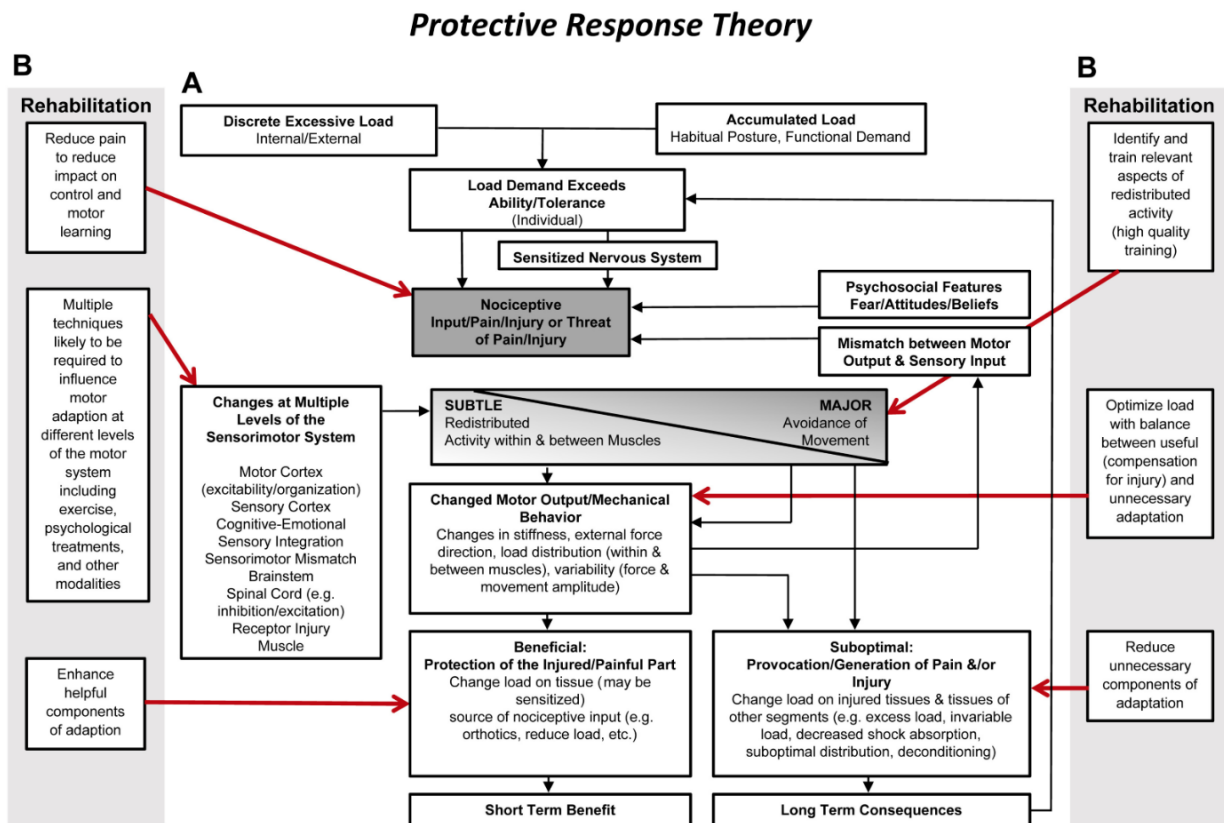 Protective Response Theory
B
Rehabilitation
Reduce pain
to reduce
impact on
control and
motor
learning
Multiple
techniques
likely to be
required to
influence
motor
adaption at
different levels
of the motor
system
including
exercise,
psychological
treatments,
and other
modalities
Enhance
helpful
components
of adaption
A
Discrete Excessive Load
Internal/External
Accumulated Load
Habitual Posture, Functional Demand
Load Demand Exceeds
Ability/Tolerance
(Individual)
Sensitized Nervous System
Nociceptive
Input/Pain/Injury or Threat
of Pain/Injury
Psychosocial Features
Fear/Attitudes/Beliefs
Mismatch between Motor
Output & Sensory Input
Changes at Multiple
Levels of the
Sensorimotor System
Motor Cortex
(excitability/organization)
Sensory Cortex
Cognitive-Emotional
Sensory Integration
Sensorimotor Mismatch
Brainstem
Spinal Cord (e.g.
inhibition/excitation)
Receptor Injury
Muscle
SUBTLE
Redistributed
Activity within & between Muscles
MAJOR
Avoidance of
Movement
Changed Motor Output/Mechanical
Behavior
Changes in stiffness, external force
direction, load distribution (within &
between muscles), variability (force &
movement amplitude)
Beneficial:
Protection of the Injured/Painful Part
Change load on tissue (may be
sensitized)
source of nociceptive input (e.g.
orthotics, reduce load, etc.)
Short Term Benefit
Suboptimal:
Provocation/Generation of Pain &/or
Injury
Change load on injured tissues & tissues of
other segments (e.g. excess load, invariable
load, decreased shock absorption,
suboptimal distribution, deconditioning)
Long Term Consequences
B
Rehabilitation
Identify and
train relevant
aspects of
redistributed
activity
(high quality
training)
Optimize load
with balance
between useful
(compensation
for injury) and
unnecessary
adaptation
Reduce
unnecessary
components of
adaptation